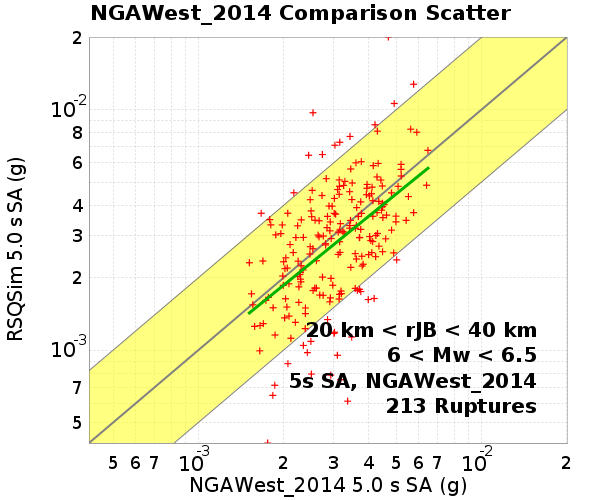 NGAWest_2014 Comparison Scatter
2
10-2
8
6
4
3
2
10-3
7
5
RSQSim 5.0 s SA (g)
20 km < rJB < 40 km
6 < Mw < 6.5
5s SA, NGAWest_2014
213 Ruptures
5 6 7 10-3 2 3 4 5 6 7 10-2 2
NGAWest_2014 5.0 s SA (g)